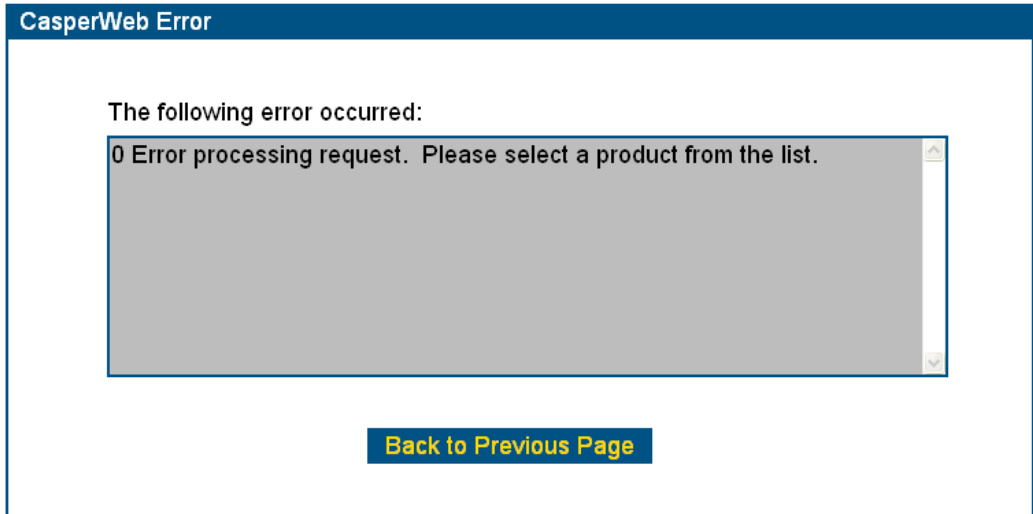 CasperWeb Error
The following error occurred:
0 Error processing request.  Please select a product from the list.
Back to Previous Page